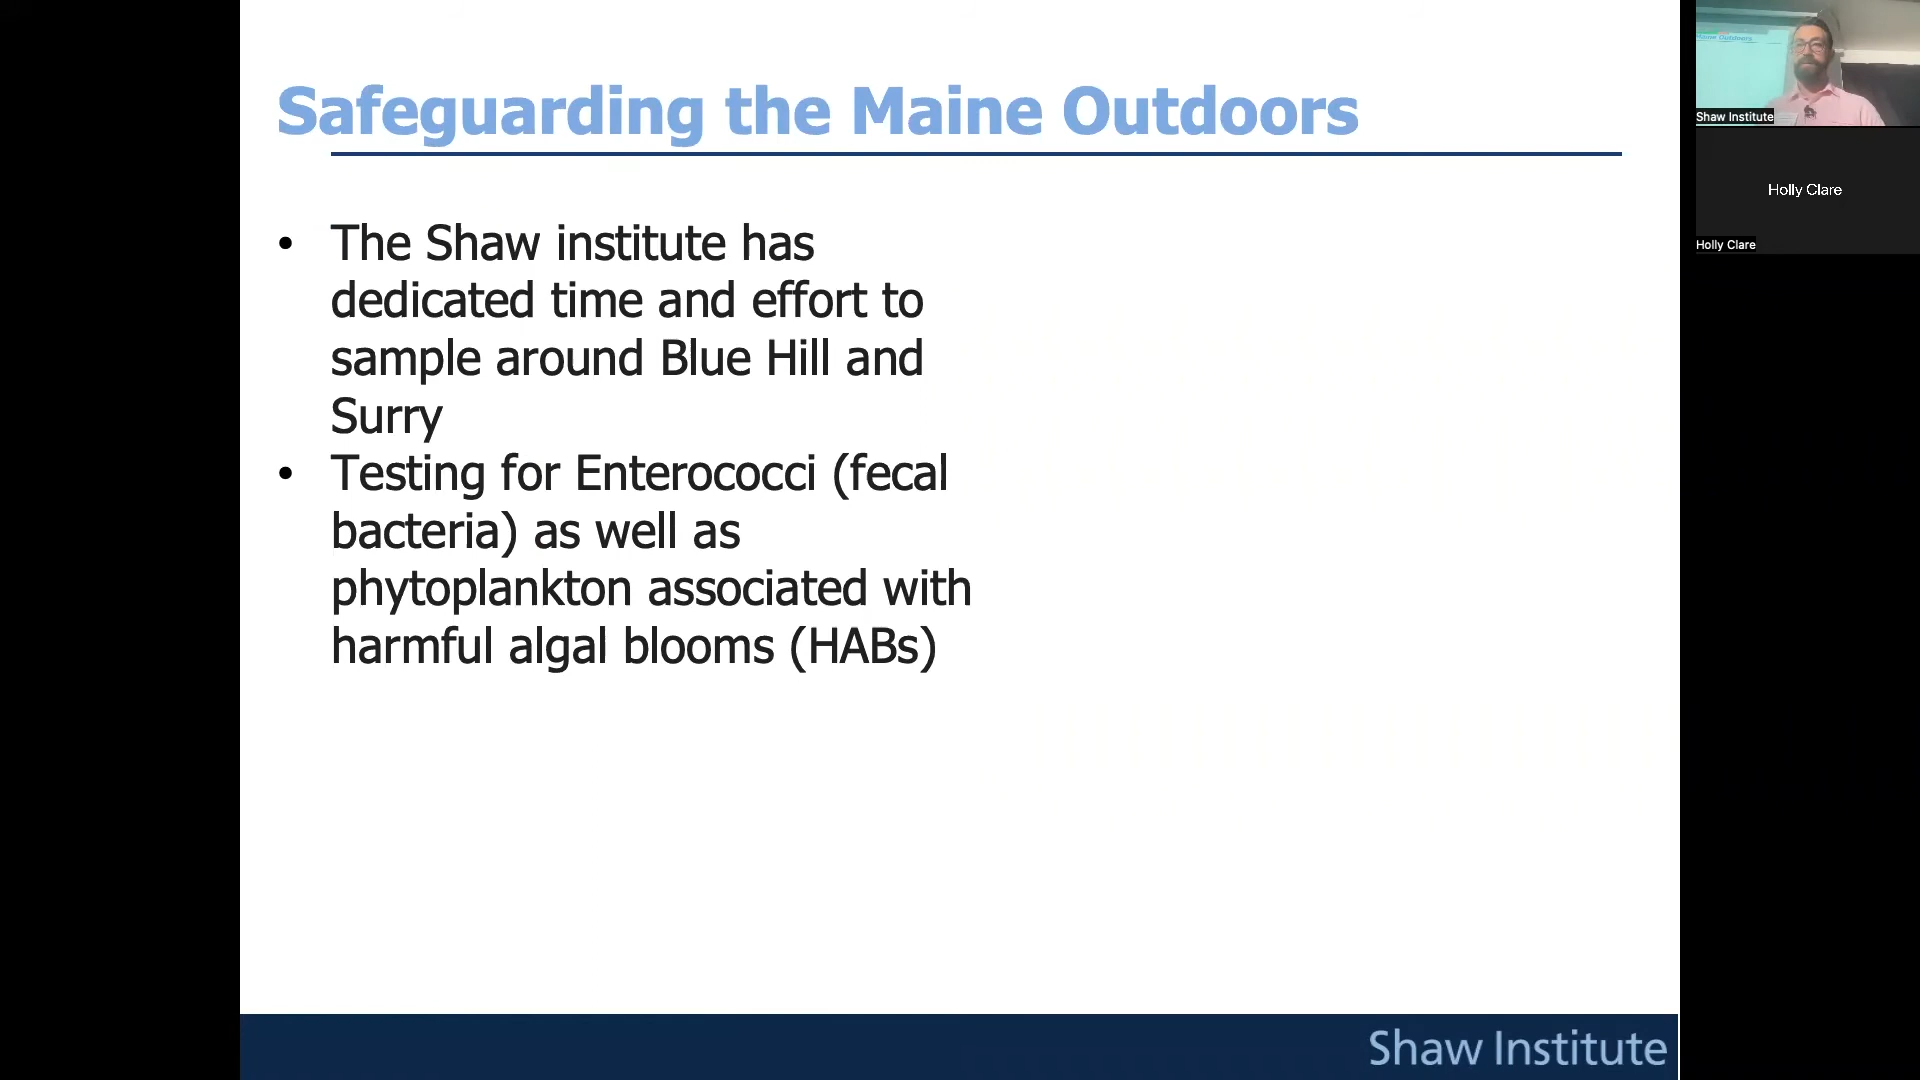 Safeguarding the Maine Outdoors
• The Shaw institute has
dedicated time and effort to
sample around Blue Hill and
Surry
• Testing for Enterococci (fecal
bacteria) as well as
phytoplankton associated with
harmful algal blooms (HABs)
Shaw Institute
Maine Outdoors
Shaw Institute
Holly Clare
Holly Clare